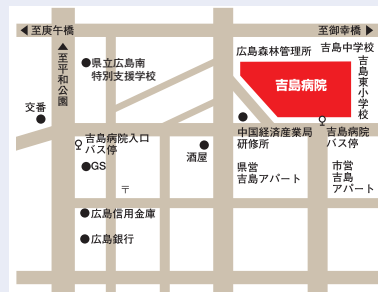 ◀至庚午橋
至御幸橋▶
▲至平和公園
県立広島南
特別支援学校
広島森林管理所
吉島中学校
吉島東小学校
吉島病院
交番
吉島病院入口
バス停
GS
酒屋
中国経済産業局
研修所
吉島病院
バス停
県営
吉島アパート
市営
吉島
アパート
〒
広島信用金庫
広島銀行